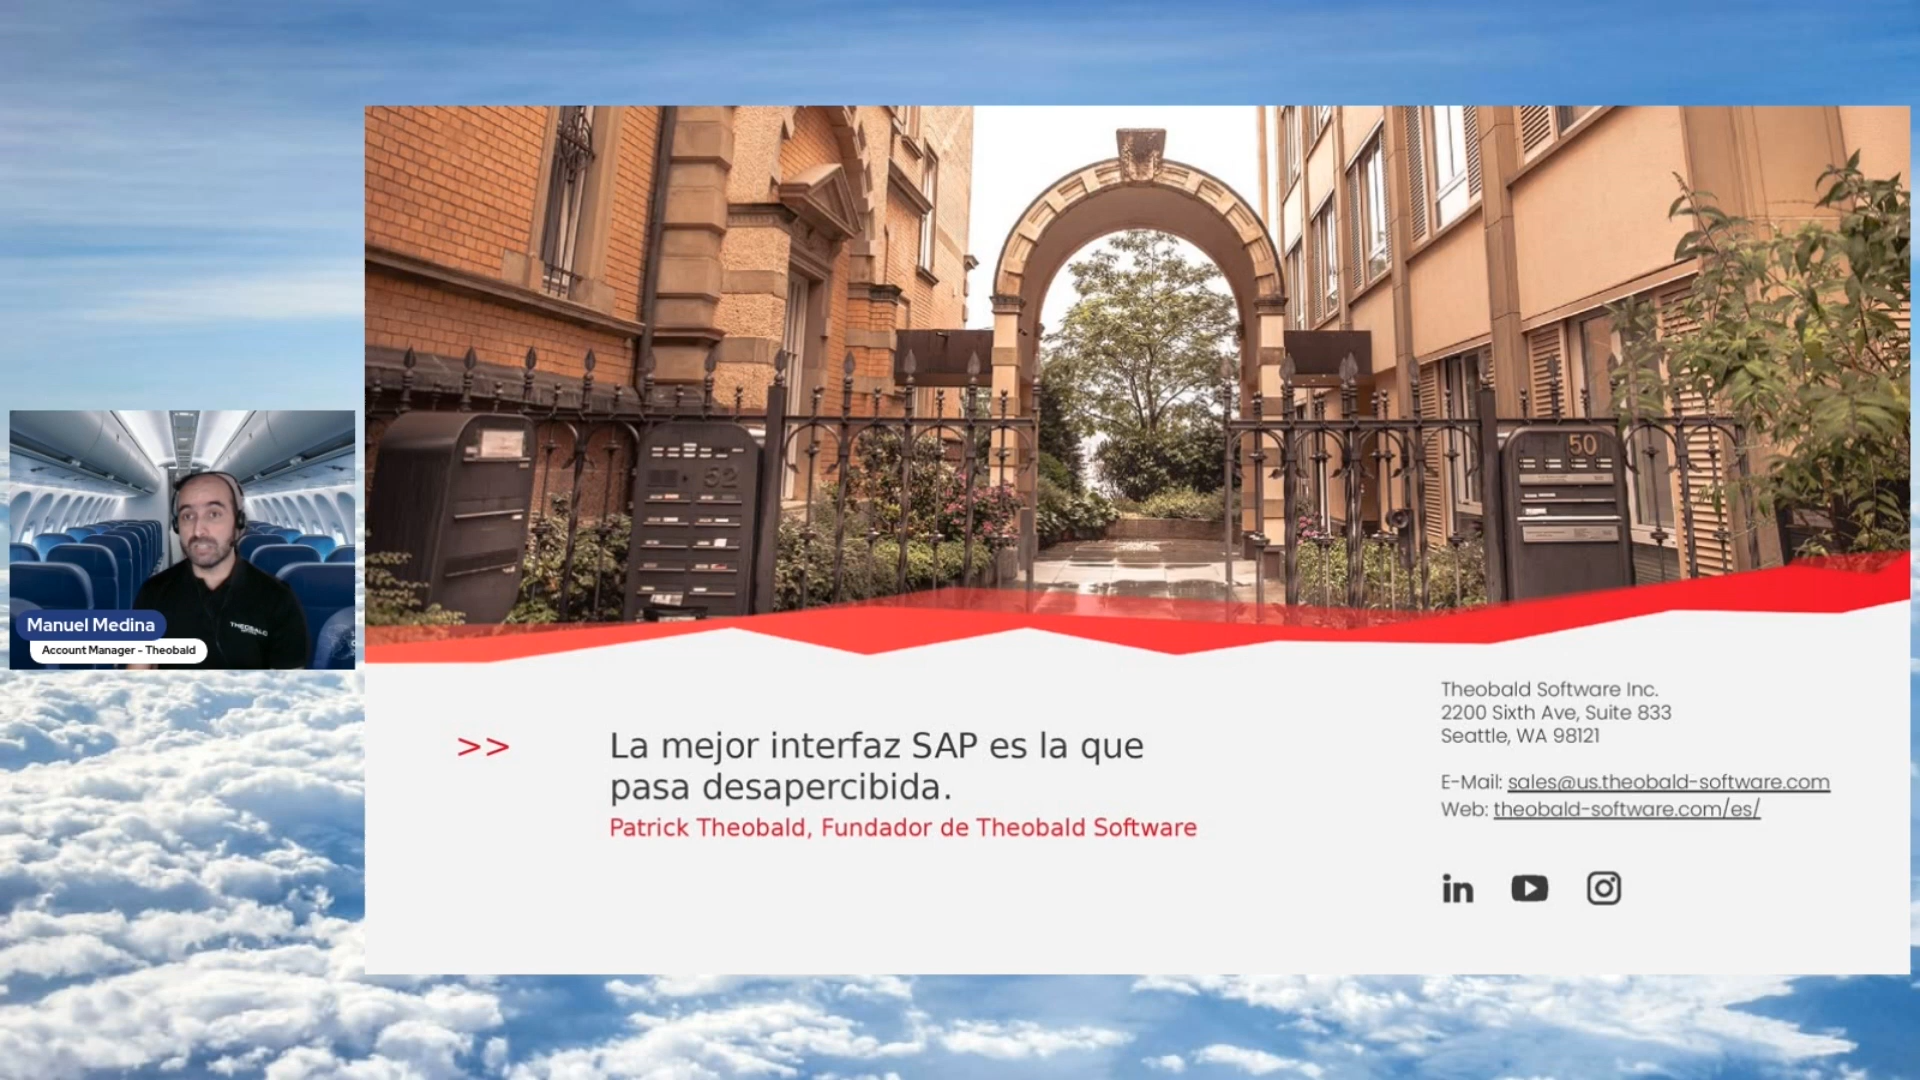 52
50
THEOBALD
Manuel Medina
Account Manager - Theobald
>>
La mejor interfaz SAP es la que
pasa desapercibida.
Patrick Theobald, Fundador de Theobald Software
Theobald Software Inc.
2200 Sixth Ave, Suite 833
Seattle, WA 98121
E-Mail: sales@us.theobald-software.com
Web: theobald-software.com/es/
in